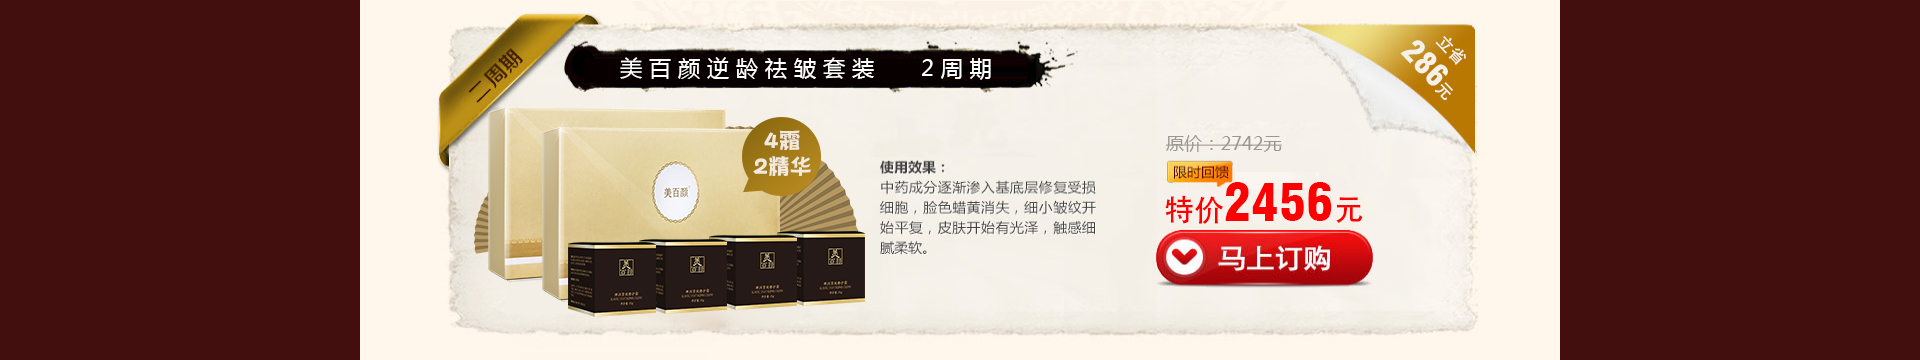 二周期
美百颜逆龄祛皱套装 2周期
立省
286元
4霜
2精华
美百颜
使用效果：
中药成分逐渐渗入基底层修复受损
细胞，脸色蜡黄消失，细小皱纹开
始平复，皮肤开始有光泽，触感细
腻柔软。
原价：2742元
限时回馈
特价2456元
马上订购